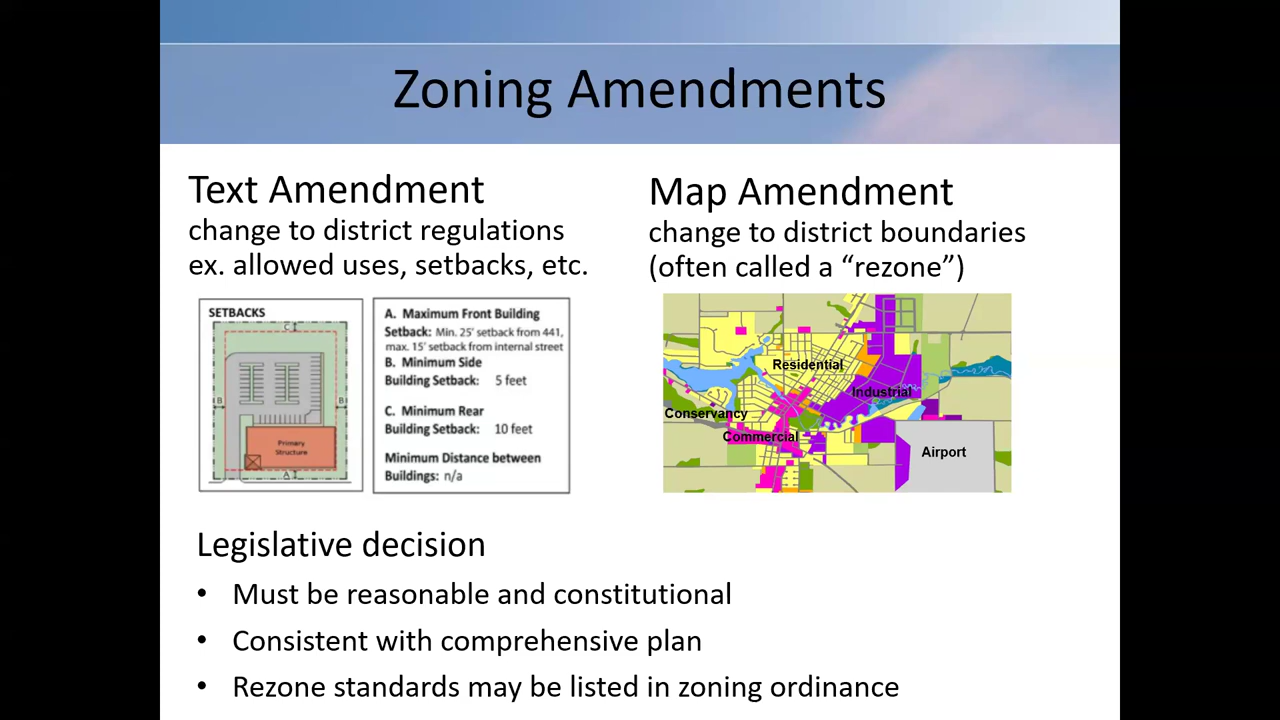 Zoning Amendments
Text Amendment
change to district regulations
ex. allowed uses, setbacks, etc.
SETBACKS
C
B
B
Primary
Structure
A
A. Maximum Front Building
Setback: Min. 25' setback from 441,
max. 15' setback from internal street
B. Minimum Side
Building Setback: 5 feet
C. Minimum Rear
Building Setback: 10 feet
Minimum Distance between
Buildings: n/a
Map Amendment
change to district boundaries
(often called a “rezone”)
Residential
Industrial
Conservancy
Commercial
Airport
Legislative decision
• Must be reasonable and constitutional
• Consistent with comprehensive plan
• Rezone standards may be listed in zoning ordinance